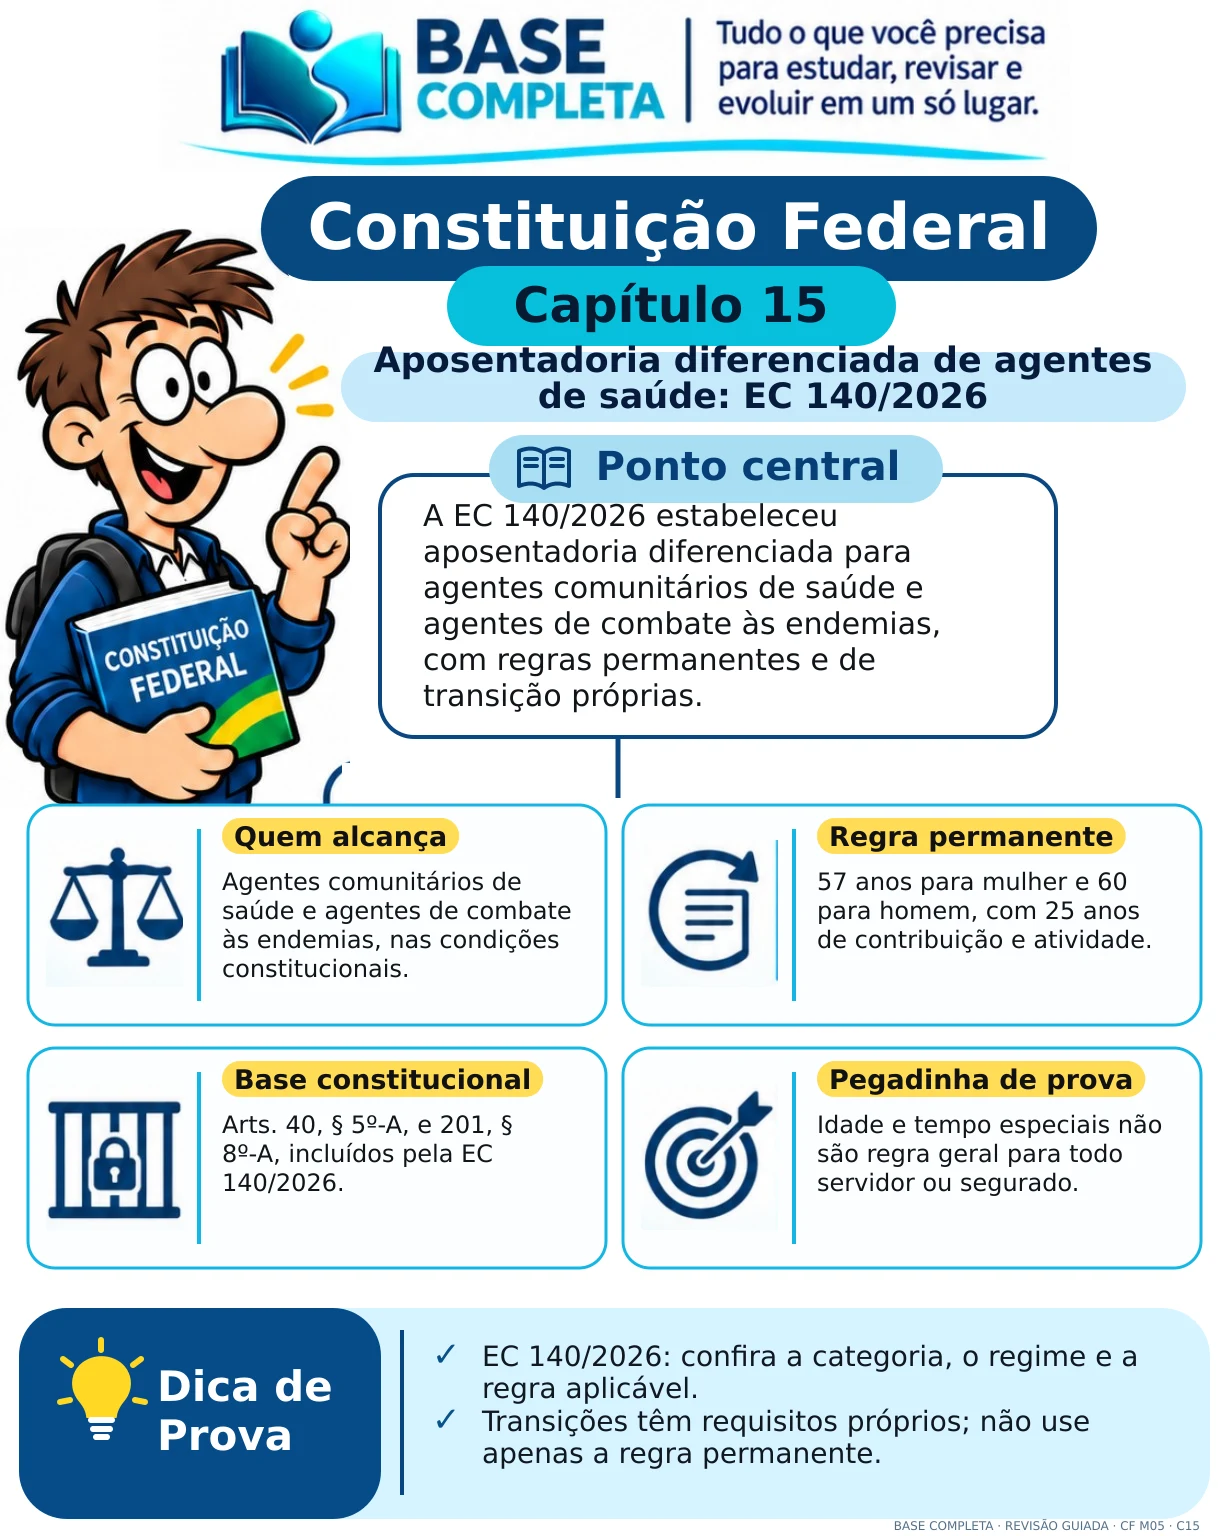 BASE
COMPLETA
Tudo o que você precisa
para estudar, revisar e
evoluir em um só lugar.
Constituição Federal
Capítulo 15
Aposentadoria diferenciada de agentes
de saúde: EC 140/2026
Ponto central
A EC 140/2026 estabeleceu
aposentadoria diferenciada para
agentes comunitários de saúde e
agentes de combate às endemias,
com regras permanentes e de
transição próprias.
CONSTITUIÇÃO
FEDERAL
Quem alcança
Agentes comunitários de
saúde e agentes de combate
às endemias, nas condições
constitucionais.
Regra permanente
57 anos para mulher e 60
para homem, com 25 anos
de contribuição e atividade.
Base constitucional
Arts. 40, § 5º-A, e 201, §
8º-A, incluídos pela EC
140/2026.
Pegadinha de prova
Idade e tempo especiais não
são regra geral para todo
servidor ou segurado.
Dica de
Prova
✓ EC 140/2026: confira a categoria, o regime e a
regra aplicável.
✓ Transições têm requisitos próprios; não use
apenas a regra permanente.
BASE COMPLETA · REVISÃO GUIADA · CF M05 · C15